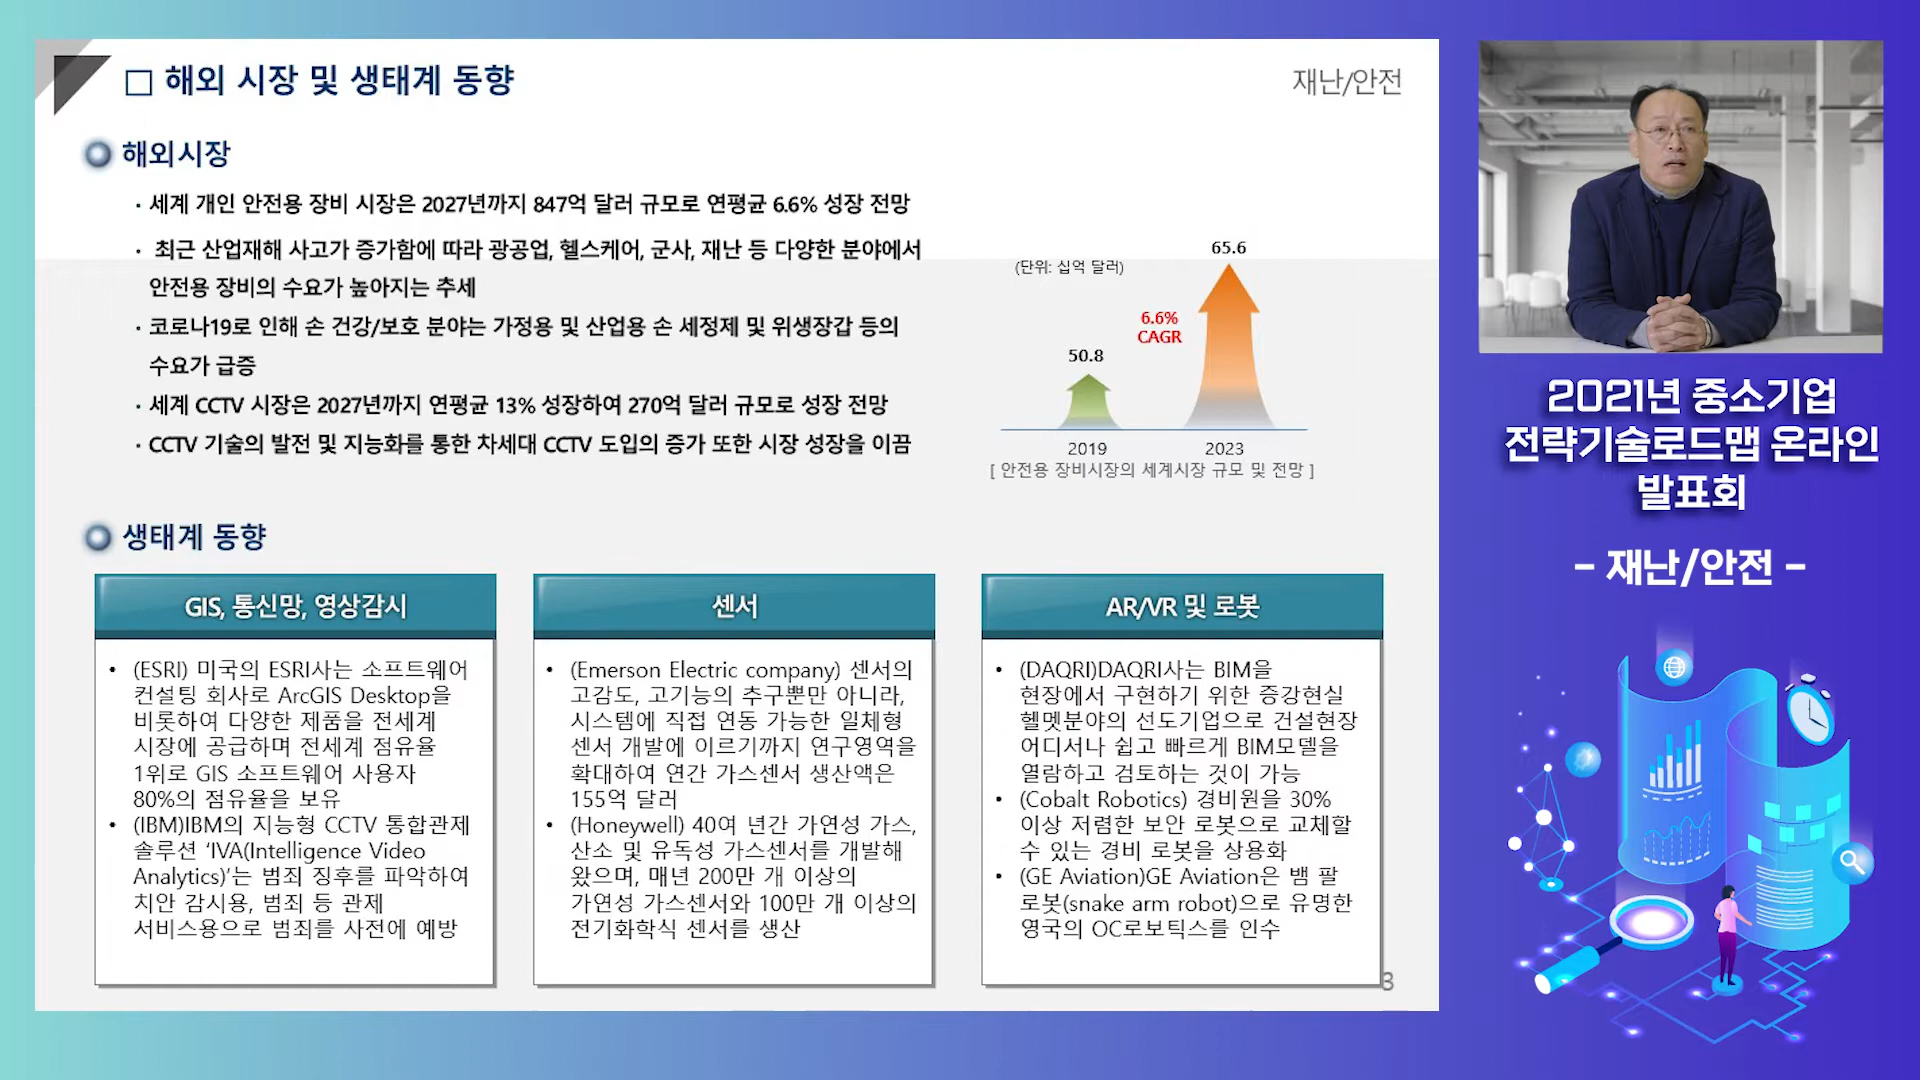 □ 해외 시장 및 생태계 동향
재난/안전
해외시장
· 세계 개인 안전용 장비 시장은 2027년까지 847억 달러 규모로 연평균 6.6% 성장 전망
· 최근 산업재해 사고가 증가함에 따라 광공업, 헬스케어, 군사, 재난 등 다양한 분야에서
안전용 장비의 수요가 높아지는 추세
· 코로나19로 인해 손 건강/보호 분야는 가정용 및 산업용 손 세정제 및 위생장갑 등의
수요가 급증
· 세계 CCTV 시장은 2027년까지 연평균 13% 성장하여 270억 달러 규모로 성장 전망
· CCTV 기술의 발전 및 지능화를 통한 차세대 CCTV 도입의 증가 또한 시장 성장을 이끔
(단위: 십억 달러)
65.6
6.6%
CAGR
50.8
2019
2023
[ 안전용 장비시장의 세계시장 규모 및 전망 ]
생태계 동향
GIS, 통신망, 영상감시
• (ESRI) 미국의 ESRI사는 소프트웨어
컨설팅 회사로 ArcGIS Desktop을
비롯하여 다양한 제품을 전세계
시장에 공급하며 전세계 점유율
1위로 GIS 소프트웨어 사용자
80%의 점유율을 보유
• (IBM)IBM의 지능형 CCTV 통합관제
솔루션 ‘IVA(Intelligence Video
Analytics)’는 범죄 징후를 파악하여
치안 감시용, 범죄 등 관제
서비스용으로 범죄를 사전에 예방
센서
• (Emerson Electric company) 센서의
고감도, 고기능의 추구뿐만 아니라,
시스템에 직접 연동 가능한 일체형
센서 개발에 이르기까지 연구영역을
확대하여 연간 가스센서 생산액은
155억 달러
• (Honeywell) 40여 년간 가연성 가스,
산소 및 유독성 가스센서를 개발해
왔으며, 매년 200만 개 이상의
가연성 가스센서와 100만 개 이상의
전기화학식 센서를 생산
AR/VR 및 로봇
• (DAQRI)DAQRI사는 BIM을
현장에서 구현하기 위한 증강현실
헬멧분야의 선도기업으로 건설현장
어디서나 쉽고 빠르게 BIM모델을
열람하고 검토하는 것이 가능
• (Cobalt Robotics) 경비원을 30%
이상 저렴한 보안 로봇으로 교체할
수 있는 경비 로봇을 상용화
• (GE Aviation)GE Aviation은 뱀 팔
로봇(snake arm robot)으로 유명한
영국의 OC로보틱스를 인수
3
2021년 중소기업
전략기술로드맵 온라인
발표회
- 재난/안전 -